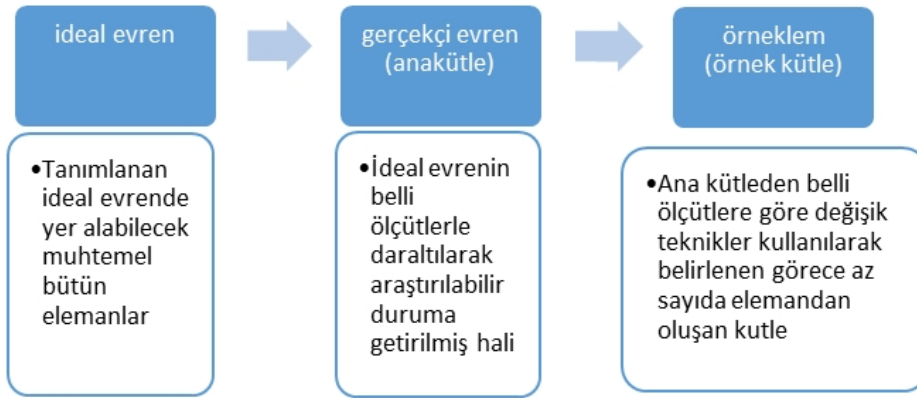 ideal evren
•Tanımlanan
ideal evrende
yer alabilecek
muhtemel
bütün
elemanlar
gerçekçi evren
(anakütle)
•İdeal evrenin
belli
ölçütlerle
daraltılarak
araştırılabilir
duruma
getirilmiş hali
örneklem
(örnek kütle)
•Ana kütleden belli
ölçütlere göre değişik
teknikler kullanılarak
belirlenen görece az
sayıda elemandan
oluşan kutle